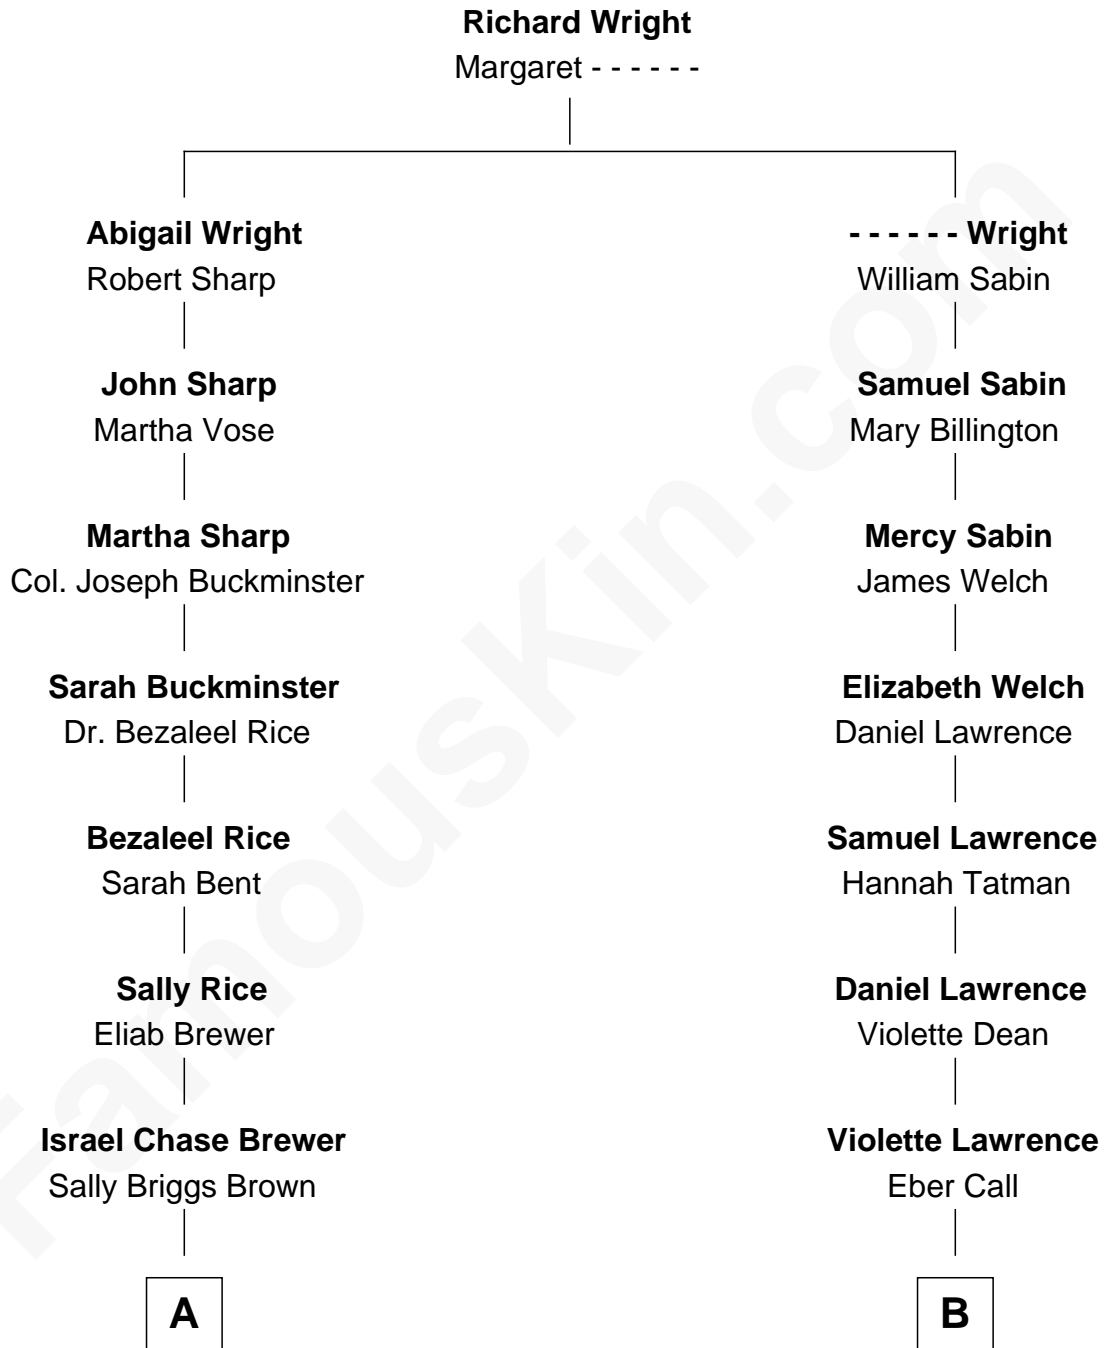 Richard Wright
Margaret - - - - - -
Abigail Wright
Robert Sharp
- - - - - - Wright
William Sabin
John Sharp
Martha Vose
Samuel Sabin
Mary Billington
Martha Sharp
Col. Joseph Buckminster
Mercy Sabin
James Welch
Sarah Buckminster
Dr. Bezaleel Rice
Elizabeth Welch
Daniel Lawrence
Bezaleel Rice
Sarah Bent
Samuel Lawrence
Hannah Tatman
Sally Rice
Eliab Brewer
Daniel Lawrence
Violette Dean
Israel Chase Brewer
Sally Briggs Brown
Violette Lawrence
Eber Call
A
B
FamousKin.com